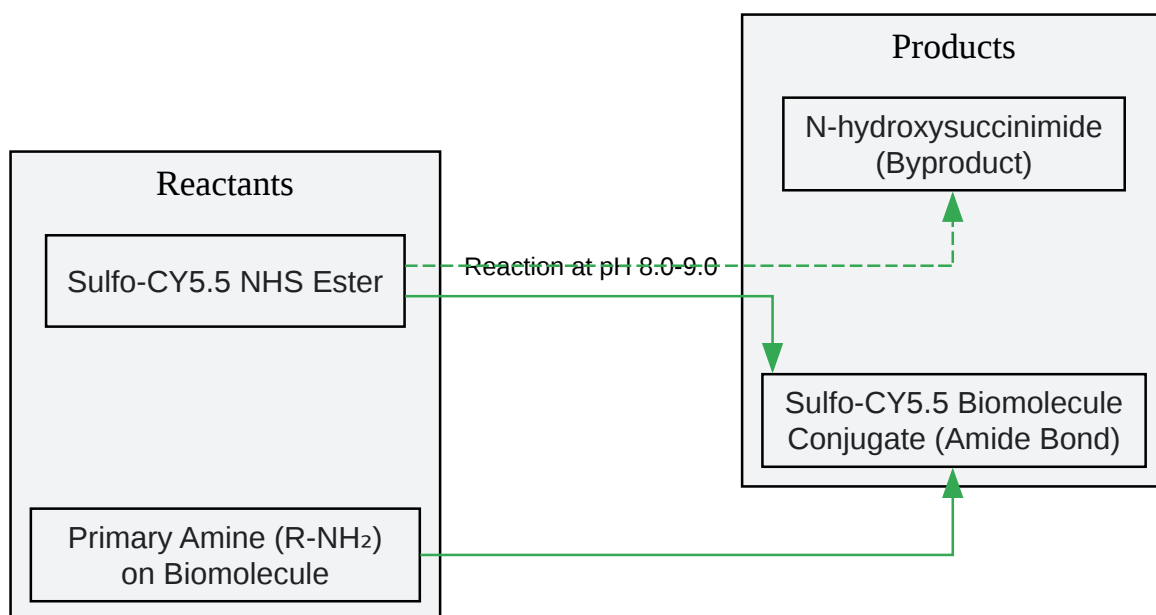 Reactants
Sulfo-CY5.5 NHS Ester
Primary Amine (R-NH₂)
on Biomolecule
Reaction at pH 8.0-9.0
Products
N-hydroxysuccinimide
(Byproduct)
Sulfo-CY5.5 Biomolecule
Conjugate (Amide Bond)